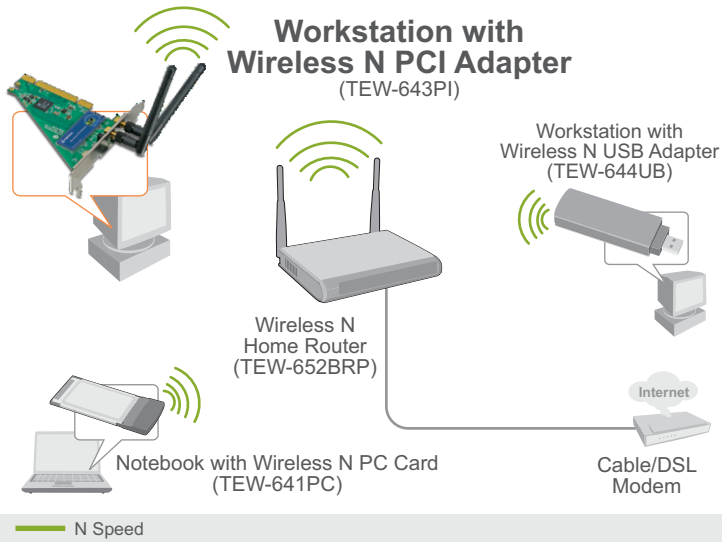 Workstation with
Wireless N PCI Adapter
(TEW-643PI)
Workstation with
Wireless N USB Adapter
(TEW-644UB)
Wireless N
Home Router
(TEW-652BRP)
Internet
Notebook with Wireless N PC Card
(TEW-641PC)
Cable/DSL
Modem
N Speed